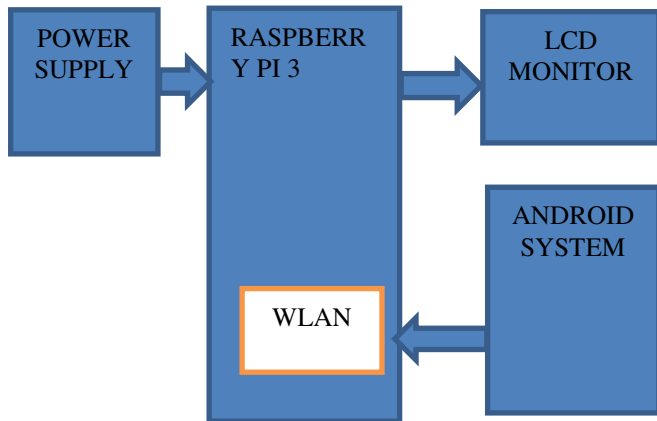 POWER
SUPPLY
RASPBERR
Y PI 3
LCD
MONITOR
ANDROID
SYSTEM
WLAN